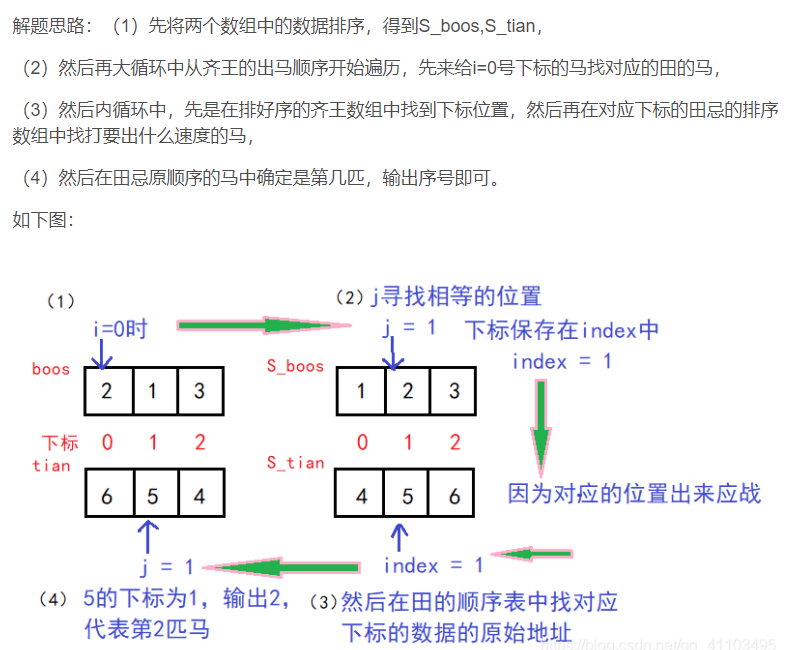 解题思路：（1）先将两个数组中的数据排序，得到S_boos,S_tian，
（2）然后再大循环中从齐王的出马顺序开始遍历，先来给i=0号下标的马找对应的田的马，
（3）然后内循环中，先是在排好序的齐王数组中找到下标位置，然后再在对应下标的田忌的排序
数组中找打要出什么速度的马，
（4）然后在田忌原顺序的马中确定是第几匹，输出序号即可。
如下图：
（1）
i=0时
boos
2 1 3
下标 0 1 2
tian
6 5 4
j = 1
（4） 5的下标为1，输出2，
代表第2匹马
（2）j寻找相等的位置
j = 1 下标保存在index中
index = 1
S_boos
1 2 3
0 1 2
S_tian
4 5 6
因为对应的位置出来应战
index = 1
（3）然后在田的顺序表中找对应
下标的数据的原始地址
https://blog.csdn.net/qq_41103495